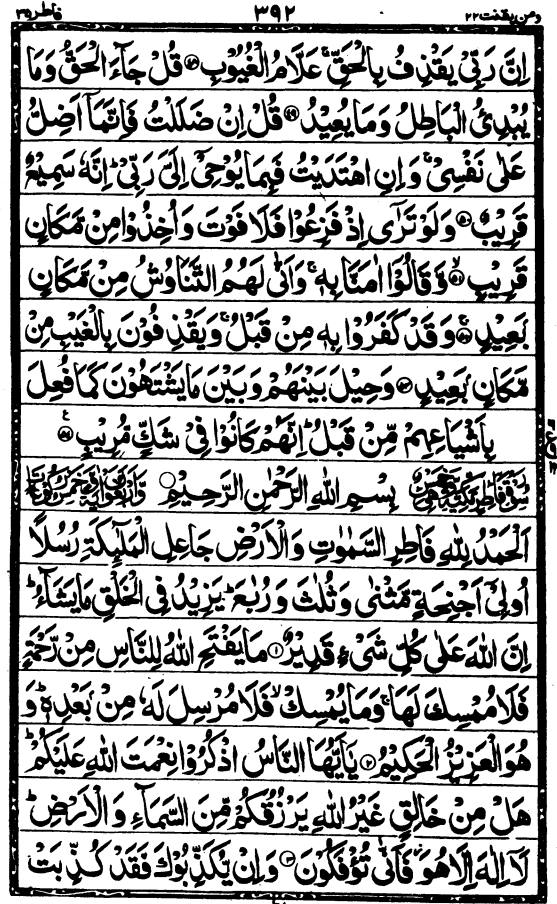 ومن يقنت ٢٢ ٣٩٢ فاطر ٣٥
اِنَّ رَبِّيْ يَقْذِفُ بِالْحَقِّ ۚ عَلَّامُ الْغُيُوْبِ ﴿۴۸﴾ قُلْ جَآءَ الْحَقُّ وَمَا
يُبْدِئُ الْبَاطِلُ وَمَا يُعِيْدُ ﴿۴۹﴾ قُلْ اِنْ ضَلَلْتُ فَاِنَّمَاۤ اَضِلُّ
عَلٰى نَفْسِيْ ۚ وَاِنِ اهْتَدَيْتُ فَبِمَا يُوْحِيْۤ اِلَيَّ رَبِّيْ ؕ اِنَّهٗ سَمِيْعٌ
قَرِيْبٌ ﴿۵۰﴾ وَلَوْ تَرٰۤى اِذْ فَزِعُوْا فَلَا فَوْتَ وَاُخِذُوْا مِنْ مَّكَانٍ
قَرِيْبٍ ﴿۵۱﴾ وَّقَالُوْۤا اٰمَنَّا بِهٖ ۚ وَاَنّٰى لَهُمُ التَّنَاوُشُ مِنْ مَّكَانٍ
بَعِيْدٍ ﴿۵۲﴾ وَّقَدْ كَفَرُوْا بِهٖ مِنْ قَبْلُ ۚ وَيَقْذِفُوْنَ بِالْغَيْبِ مِنْ
مَّكَانٍۭ بَعِيْدٍ ﴿۵۳﴾ وَحِيْلَ بَيْنَهُمْ وَبَيْنَ مَا يَشْتَهُوْنَ كَمَا فُعِلَ
بِاَشْيَاعِهِمْ مِّنْ قَبْلُ ؕ اِنَّهُمْ كَانُوْا فِيْ شَكٍّ مُّرِيْبٍ ﴿۵۴﴾
بِسْمِ اللّٰهِ الرَّحْمٰنِ الرَّحِيْمِ
اَلْحَمْدُ لِلّٰهِ فَاطِرِ السَّمٰوٰتِ وَالْاَرْضِ جَاعِلِ الْمَلٰٓئِكَةِ رُسُلًا
اُولِيْۤ اَجْنِحَةٍ مَّثْنٰى وَثُلٰثَ وَرُبٰعَ ؕ يَزِيْدُ فِي الْخَلْقِ مَا يَشَآءُ ؕ
اِنَّ اللّٰهَ عَلٰى كُلِّ شَيْءٍ قَدِيْرٌ ﴿۱﴾ مَا يَفْتَحِ اللّٰهُ لِلنَّاسِ مِنْ رَّحْمَةٍ
فَلَا مُمْسِكَ لَهَا ۚ وَمَا يُمْسِكْ ۙ فَلَا مُرْسِلَ لَهٗ مِنْۢ بَعْدِهٖ ؕ وَ
هُوَ الْعَزِيْزُ الْحَكِيْمُ ﴿۲﴾ يٰۤاَيُّهَا النَّاسُ اذْكُرُوْا نِعْمَتَ اللّٰهِ عَلَيْكُمْ ؕ
هَلْ مِنْ خَالِقٍ غَيْرُ اللّٰهِ يَرْزُقُكُمْ مِّنَ السَّمَآءِ وَالْاَرْضِ ؕ
لَاۤ اِلٰهَ اِلَّا هُوَ ۖ فَاَنّٰى تُؤْفَكُوْنَ ﴿۳﴾ وَاِنْ يُّكَذِّبُوْكَ فَقَدْ كُذِّبَتْ